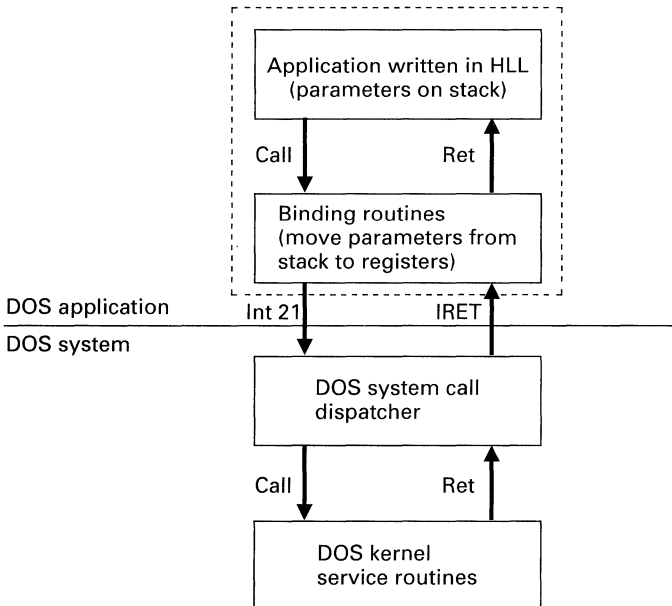 Application written in HLL
(parameters on stack)
Call
Ret
Binding routines
(move parameters from
stack to registers)
DOS application
Int 21
IRET
DOS system
DOS system call
dispatcher
Call
Ret
DOS kernel
service routines